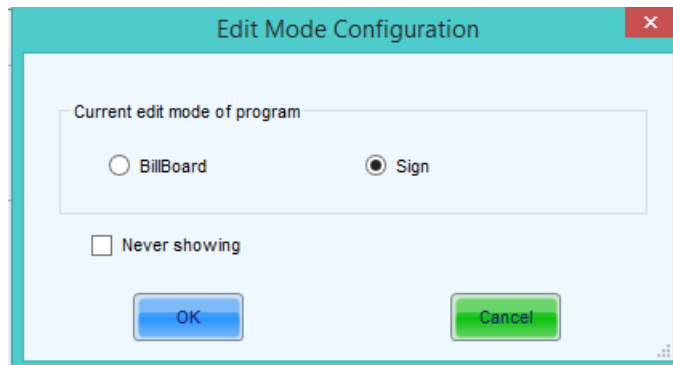 Edit Mode Configuration
Current edit mode of program
BillBoard
Sign
Never showing
OK
Cancel